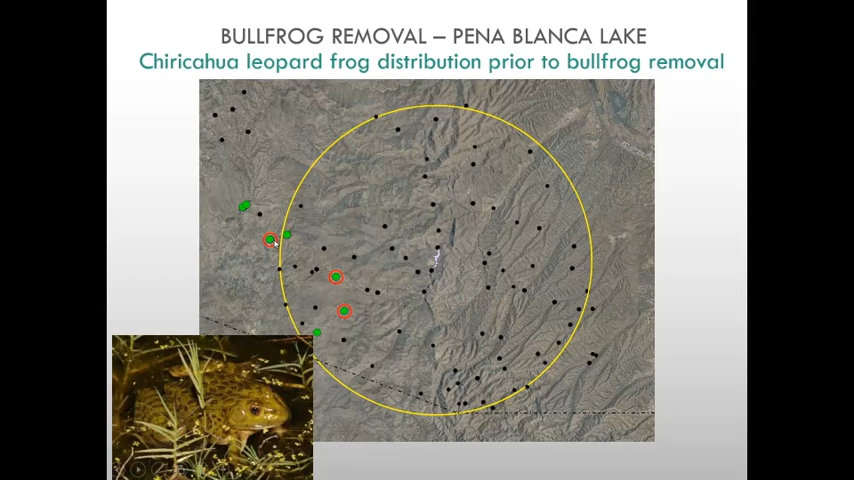 BULLFROG REMOVAL – PENA BLANCA LAKE
Chiricahua leopard frog distribution prior to bullfrog removal